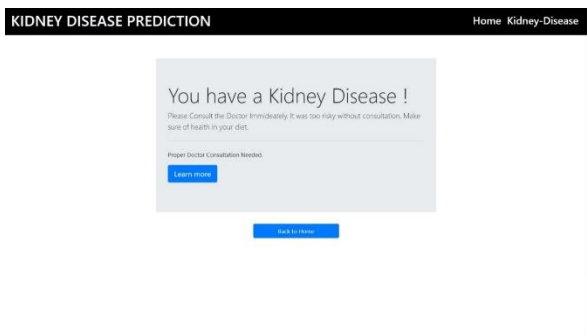 KIDNEY DISEASE PREDICTION
Home Kidney-Disease
You have a Kidney Disease !
Please Consult the Doctor Immideately. It was too risky without consultation. Make
sure of health in your diet.
Proper Doctor Consultation Needed.
Learn more
Back to Home